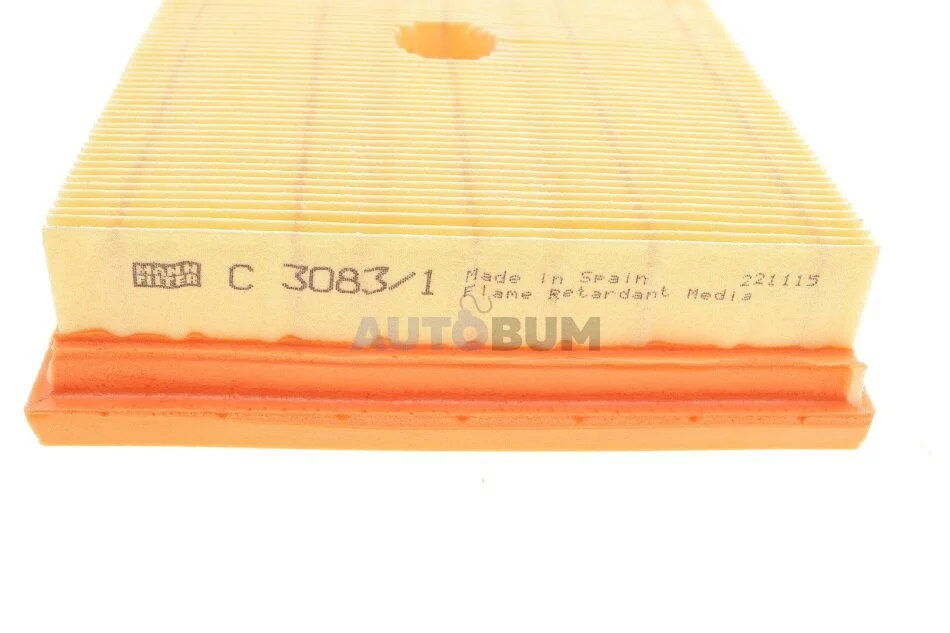 MANN
FILTER
C 3083/1
Made in Spain
Flame Retardant Media
221115
AUTOBUM